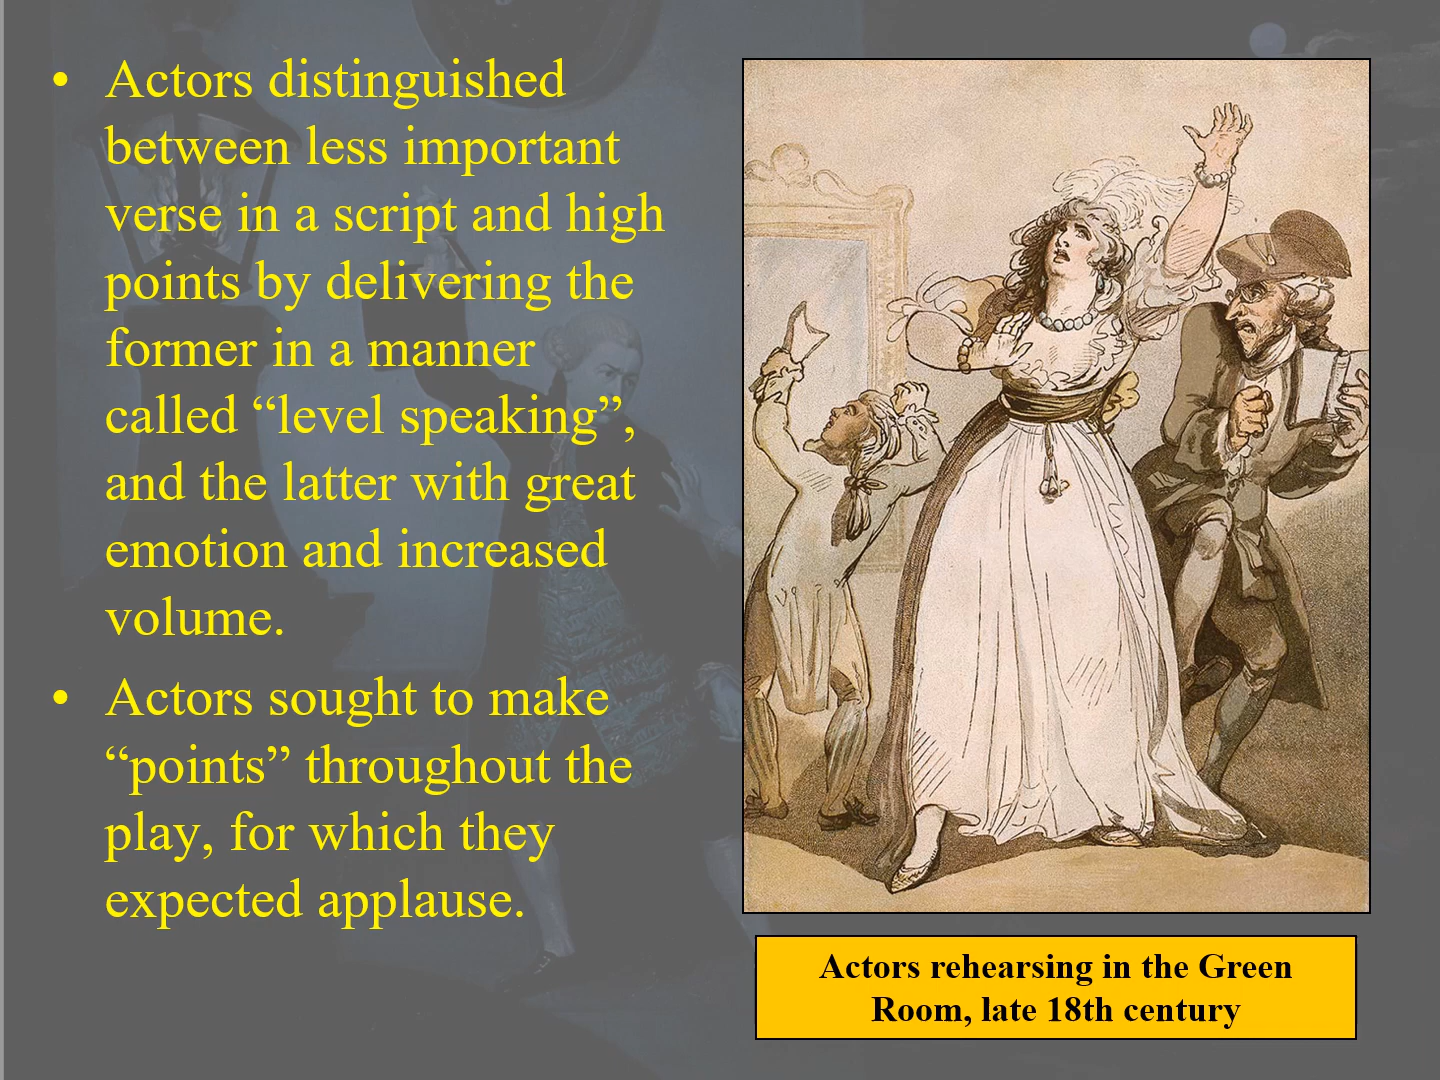 • Actors distinguished
between less important
verse in a script and high
points by delivering the
former in a manner
called “level speaking”,
and the latter with great
emotion and increased
volume.
• Actors sought to make
“points” throughout the
play, for which they
expected applause.
Actors rehearsing in the Green
Room, late 18th century